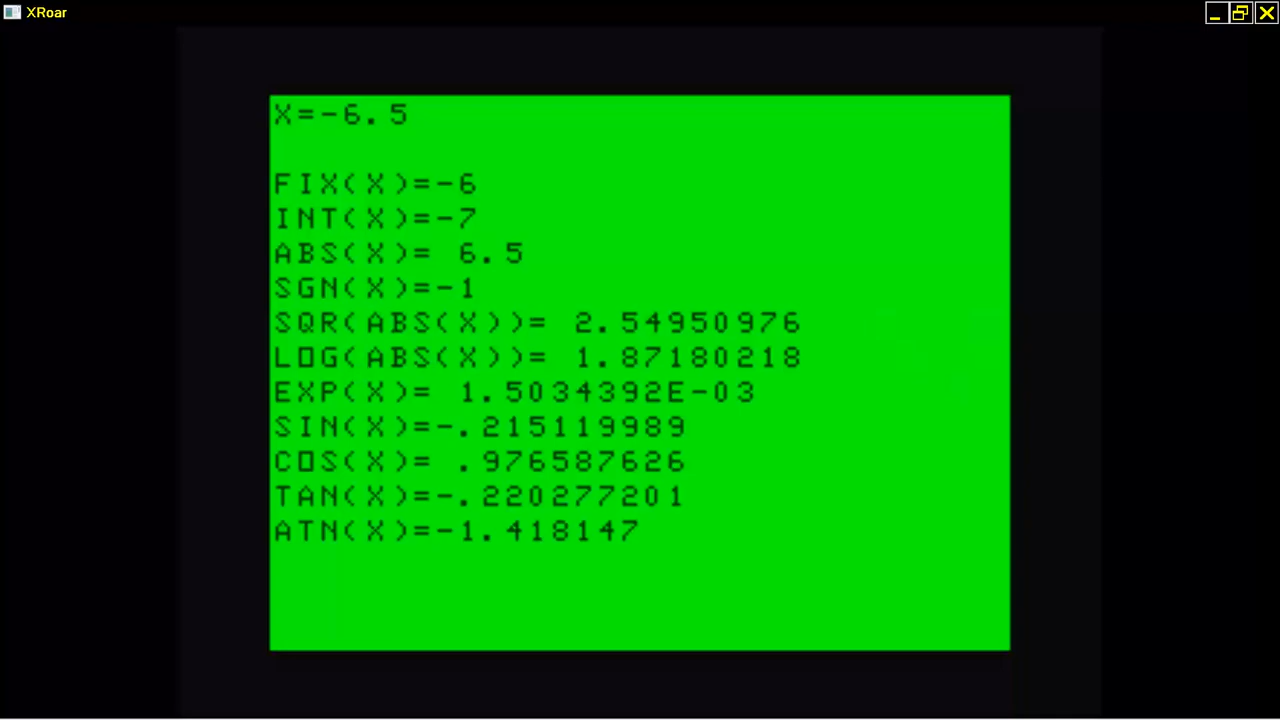 XRoar
X=-6.5
FIX(X)=-6
INT(X)=-7
ABS(X)= 6.5
SGN(X)=-1
SQR(ABS(X))= 2.54950976
LOG(ABS(X))= 1.87180218
EXP(X)= 1.5034392E-03
SIN(X)=-.215119989
COS(X)= .976587626
TAN(X)=-.220277201
ATN(X)=-1.418147